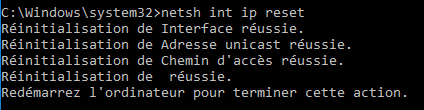 C:\Windows\system32>netsh int ip reset
Réinitialisation de Interface réussie.
Réinitialisation de Adresse unicast réussie.
Réinitialisation de Chemin d'accès réussie.
Réinitialisation de  réussie.
Redémarrez l'ordinateur pour terminer cette action.